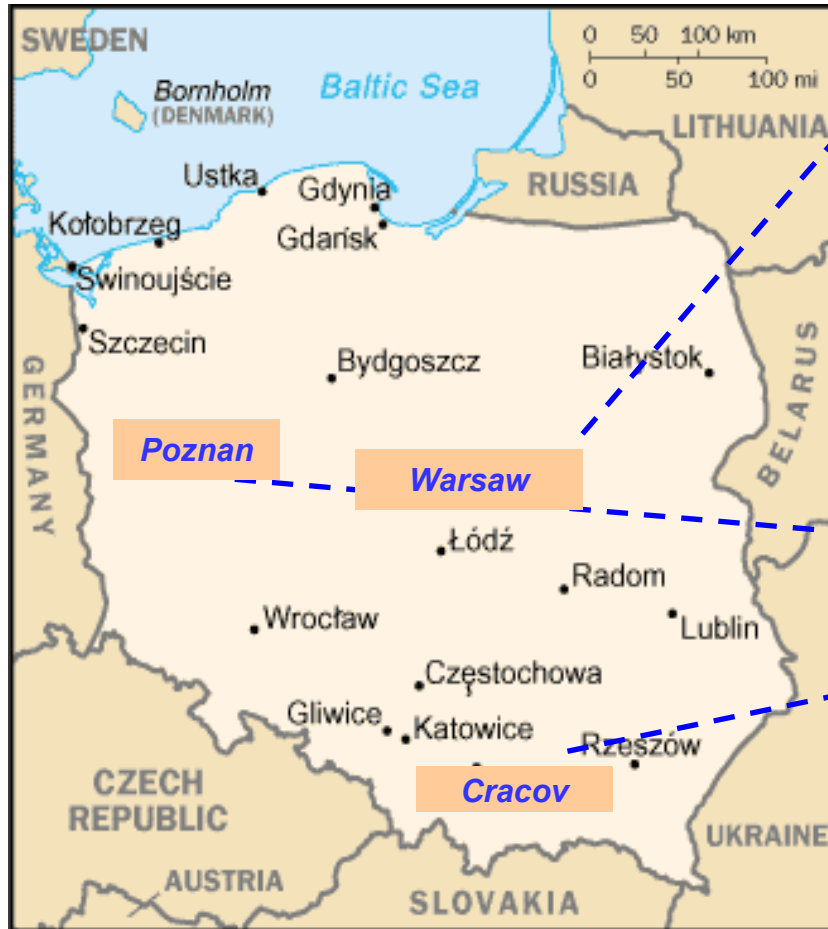 SWEDEN
0 50 100 km
0 50 100 mi
Bornholm
(DENMARK)
Baltic Sea
LITHUANIA
RUSSIA
Ustka
Gdynia
Gdańsk
Kołobrzeg
Świnoujście
Szczecin
Bydgoszcz
Białystok
GERMANY
BELARUS
Poznan
Warsaw
Łódź
Radom
Lublin
Wrocław
Częstochowa
Gliwice
Katowice
Rzeszów
Cracov
CZECH
REPUBLIC
UKRAINE
AUSTRIA
SLOVAKIA